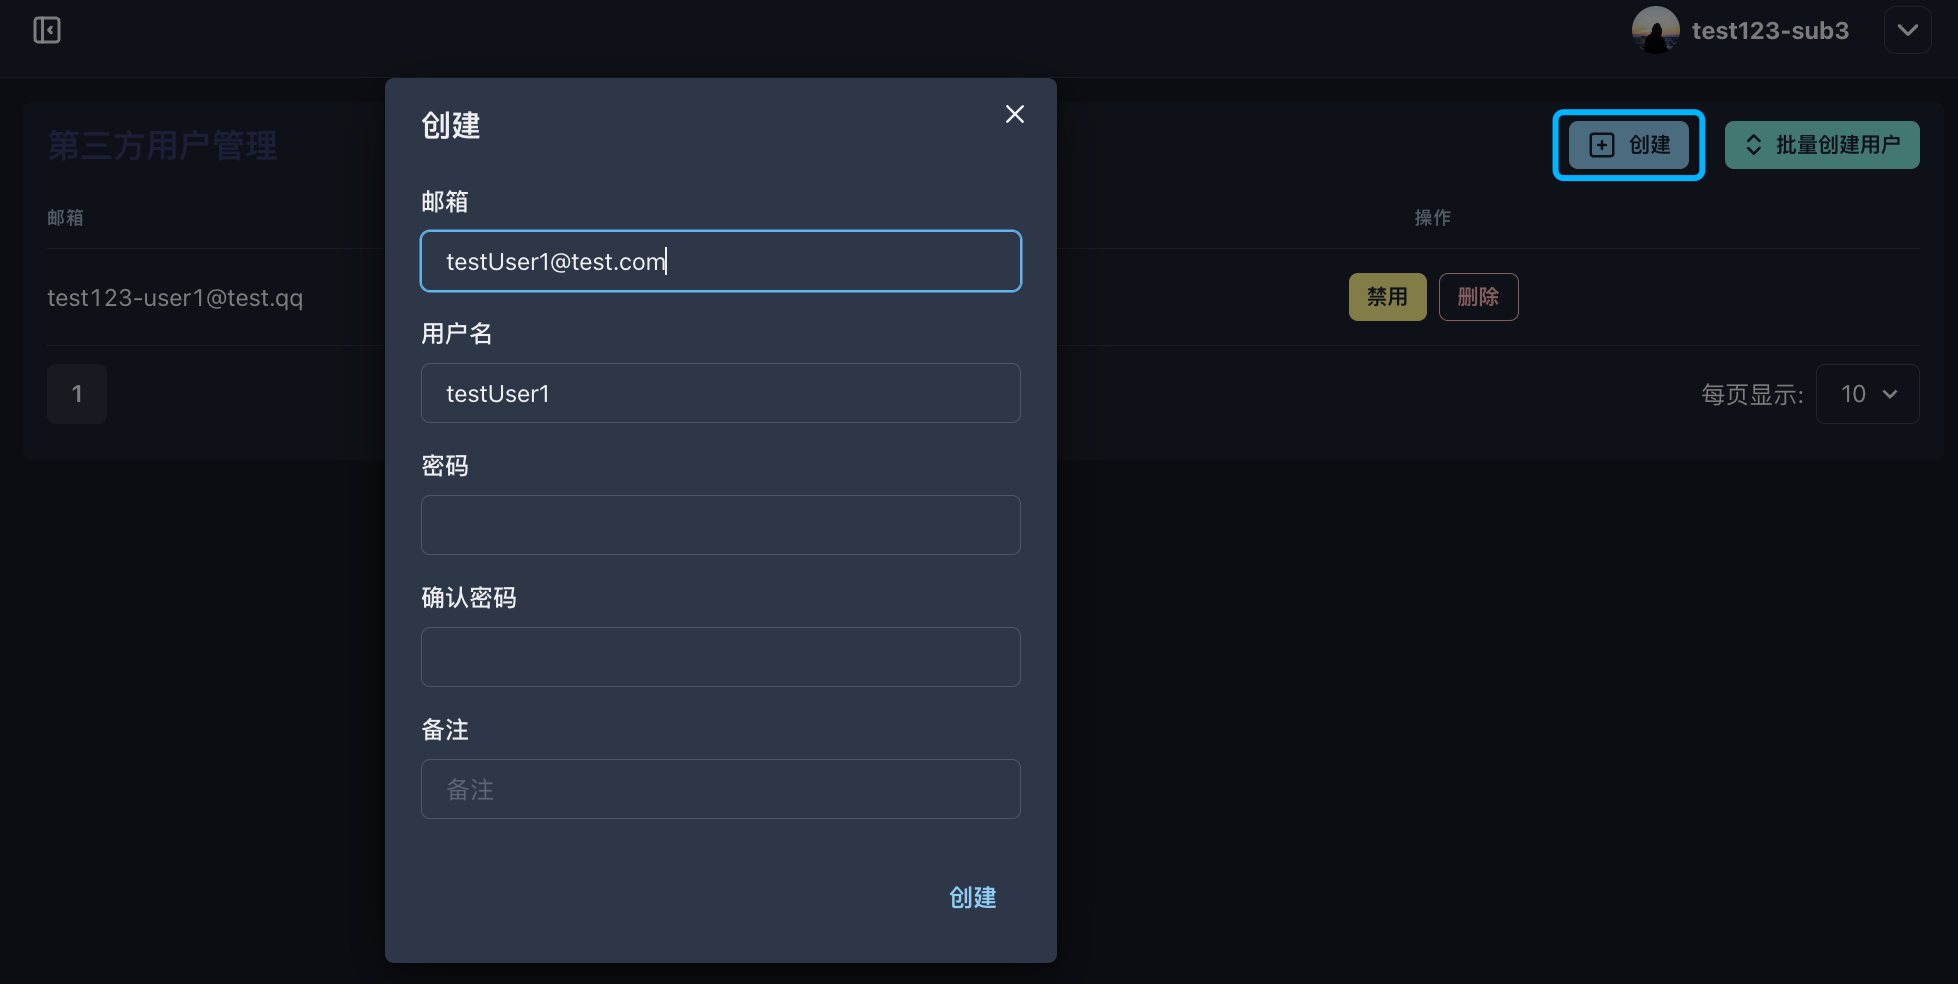 test123-sub3
第三方用户管理
创建
批量创建用户
邮箱
操作
test123-user1@test.qq
禁用
删除
1
每页显示:
10
创建
邮箱
testUser1@test.com
用户名
testUser1
密码
确认密码
备注
备注
创建